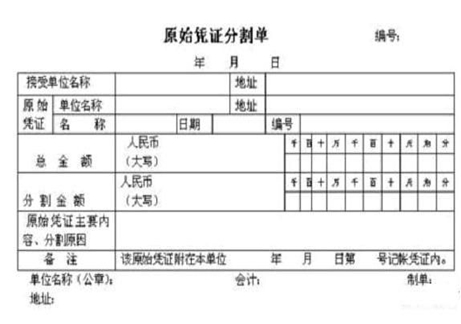 原始凭证分割单 编号:
年 月 日
接受单位名称 地址
原始 单位名称 地址
凭证 名 称 日期 编号
总金额 人民币 千 百 十 万 千 百 十 元 角 分
（大写）
分割金额 人民币 千 百 十 万 千 百 十 元 角 分
（大写）
原始凭证主要内
容、分割原因
备 注 该原始凭证附在本单位 年 月 日第 号记帐凭证内。
单位名称（公章）: 会计: 制单:
地址: